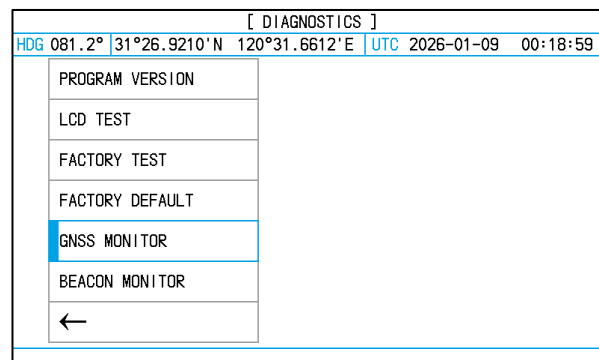 [ DIAGNOSTICS ]
HDG 081.2° 31°26.9210'N 120°31.6612'E UTC 2026-01-09 00:18:59
PROGRAM VERSION
LCD TEST
FACTORY TEST
FACTORY DEFAULT
GNSS MONITOR
BEACON MONITOR
←